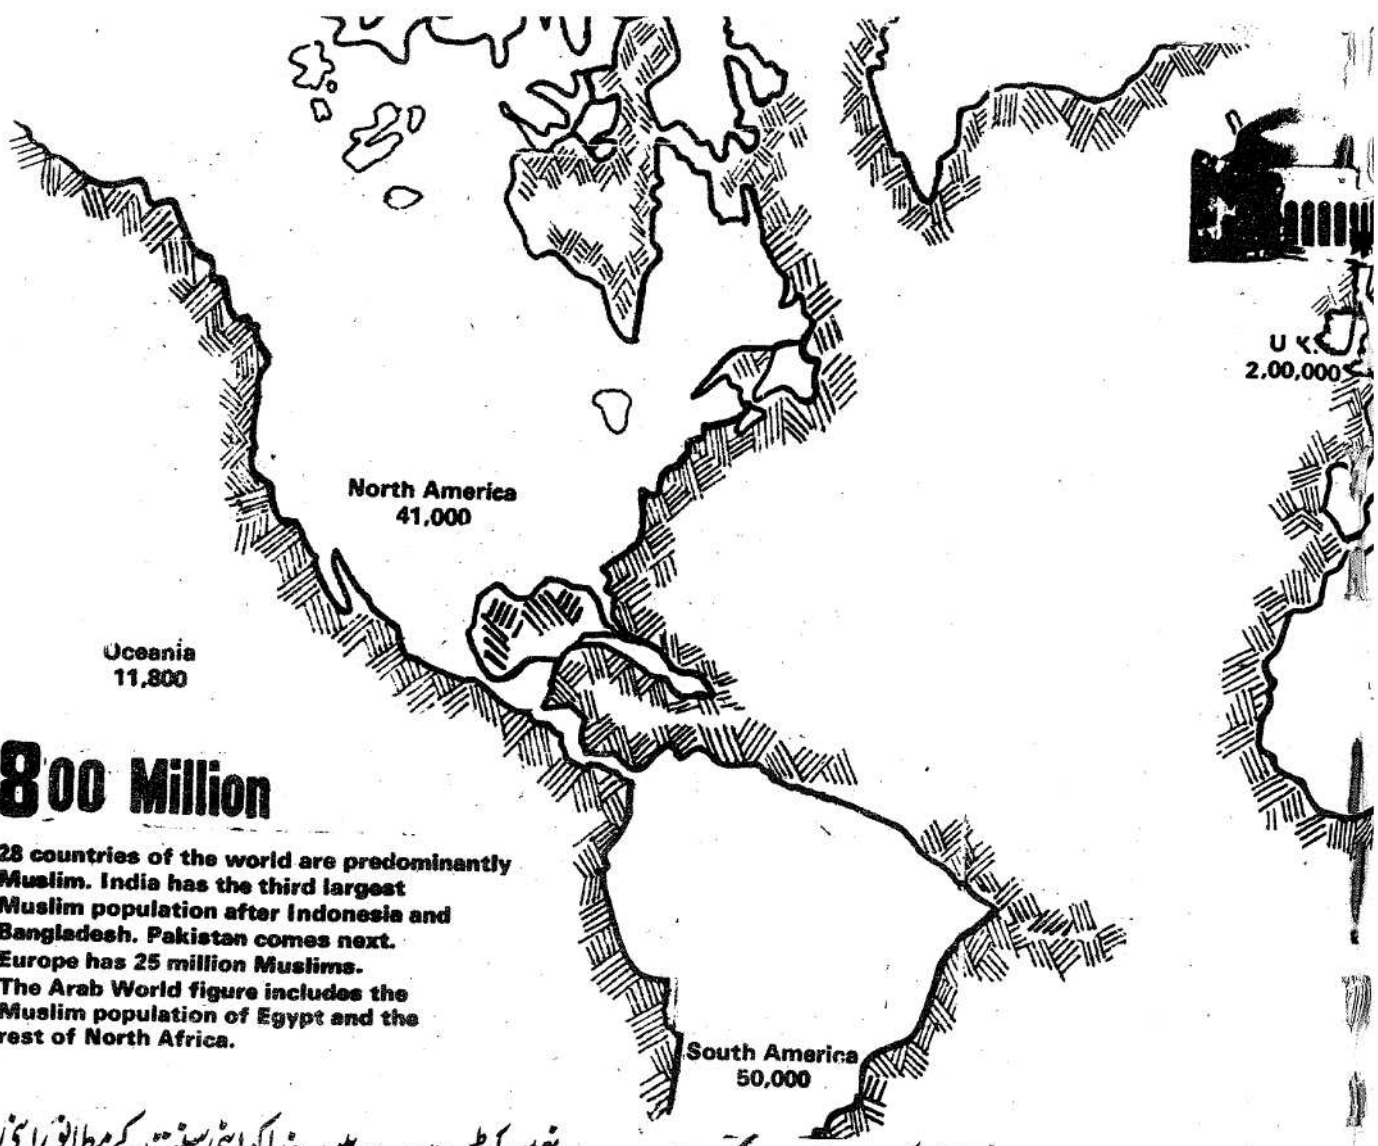 U K.
2,00,000
North America
41,000
Oceania
11,800
800 Million
28 countries of the world are predominantly
Muslim. India has the third largest
Muslim population after Indonesia and
Bangladesh. Pakistan comes next.
Europe has 25 million Muslims.
The Arab World figure includes the
Muslim population of Egypt and the
rest of North Africa.
South America
50,000